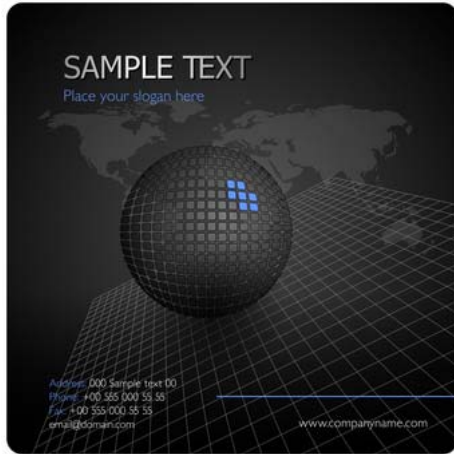 SAMPLE TEXT
Place your slogan here
Address: 000 Sample text 00
Phone: +00 555 000 55 55
Fax: +00 555 000 55 55
email@domain.com
www.companyname.com